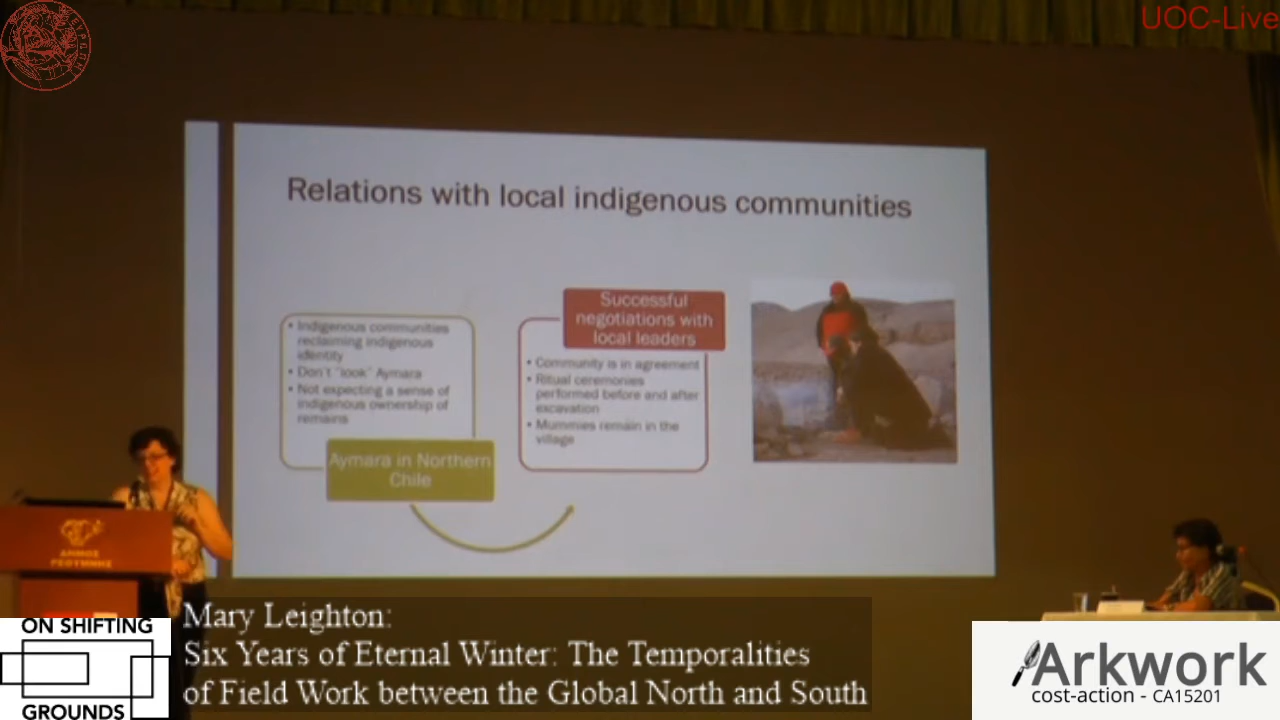 UOC-Live
Relations with local indigenous communities
• Indigenous communities
reclaiming indigenous
identity
• Don't "look" Aymara
• Not expecting a sense of
indigenous ownership of
remains
Aymara in Northern
Chile
Successful
negotiations with
local leaders
• Community is in agreement
• Ritual ceremonies
performed before and after
excavation
• Mummies remain in the
village
ΔΗΜΟΣ
ΡΕΘΥΜΝΗΣ
ON SHIFTING
GROUNDS
Mary Leighton:
Six Years of Eternal Winter: The Temporalities
of Field Work between the Global North and South
Arkwork
cost-action - CA15201